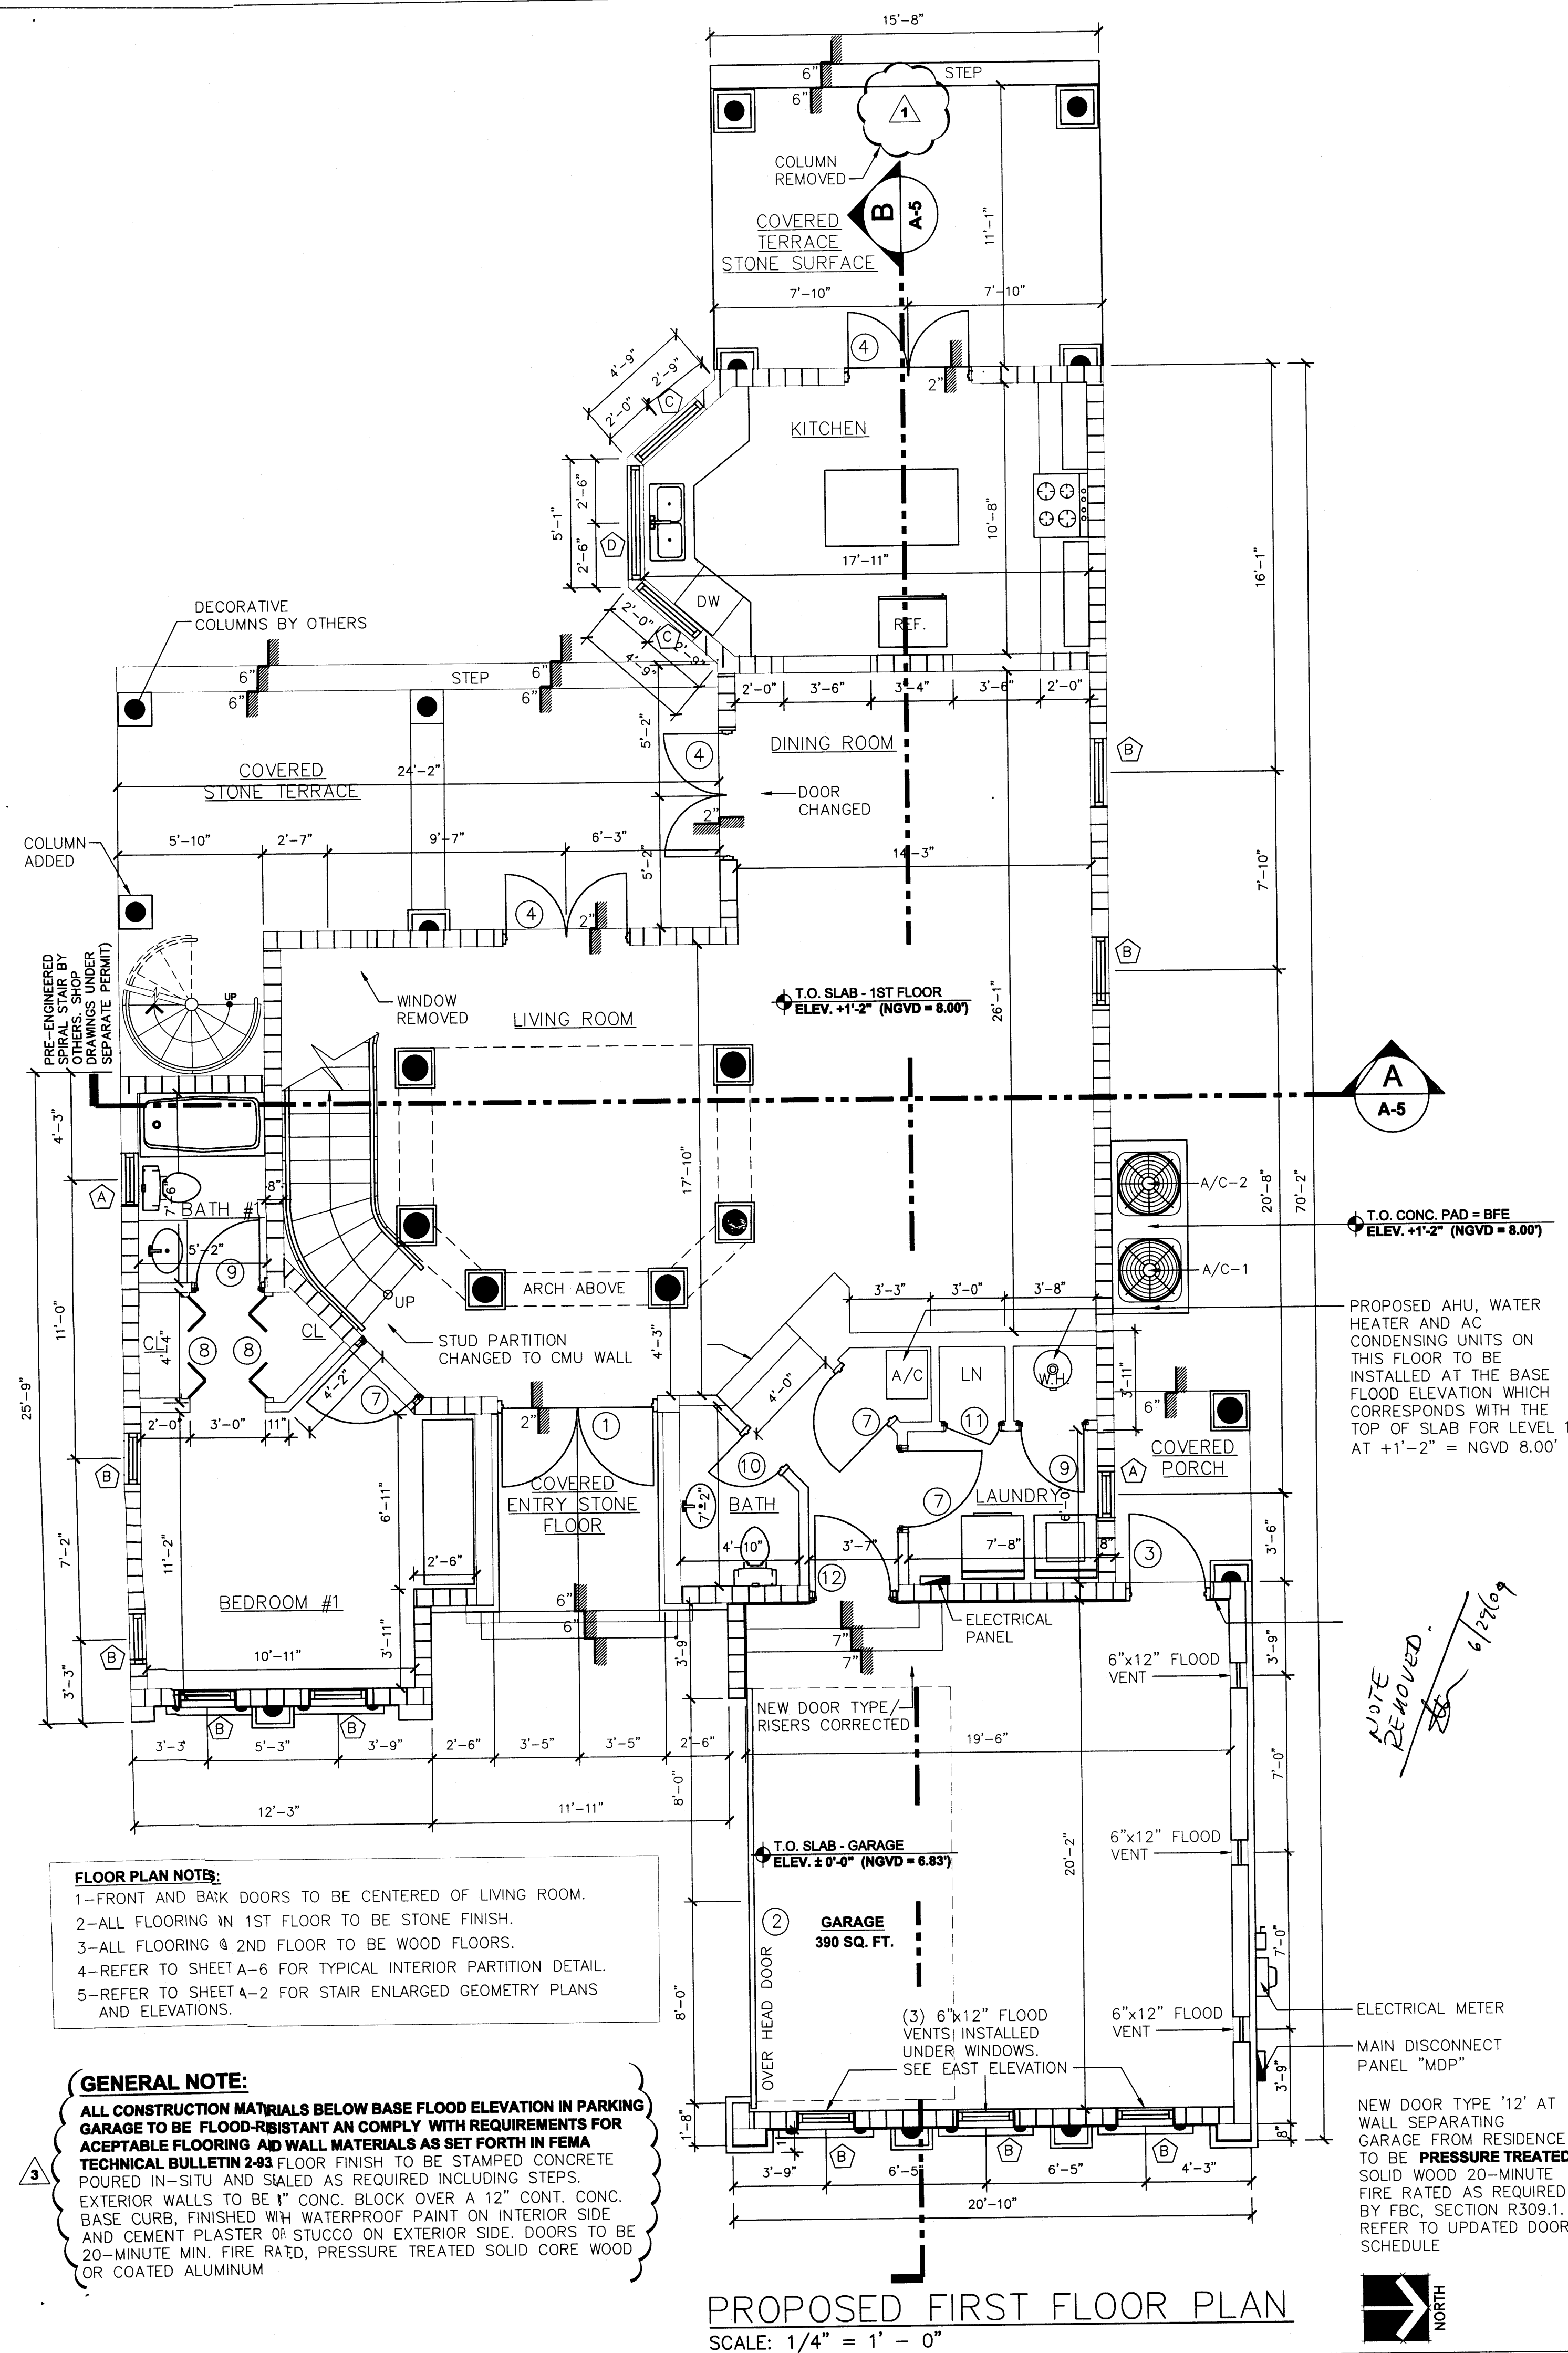 15'-8"
6"
STEP
6"
1
COLUMN
REMOVED
B
A-5
11'-1"
COVERED
TERRACE
STONE SURFACE
7'-10"
7'-10"
4
2"
4'-9"
2'-9"
2'-0"
C
KITCHEN
5'-1"
2'-6"
2'-6"
D
10'-8"
17'-11"
16'-1"
DW
REF.
2'-0"
C
2'-9"
4'-9"
DECORATIVE
COLUMNS BY OTHERS
6"
6"
STEP
6"
6"
2'-0"
3'-6"
3'-4"
3'-6"
2'-0"
5'-2"
4
DINING ROOM
B
COVERED
STONE TERRACE
24'-2"
DOOR
CHANGED
2"
COLUMN
ADDED
5'-10"
2'-7"
9'-7"
6'-3"
5'-2"
14'-3"
7'-10"
4
2"
B
PRE-ENGINEERED
SPIRAL STAIR BY
OTHERS. SHOP
DRAWINGS UNDER
SEPARATE PERMIT)
UP
WINDOW
REMOVED
LIVING ROOM
T.O. SLAB - 1ST FLOOR
ELEV. +1'-2" (NGVD = 8.00')
26'-1"
A
A-5
4'-3"
17'-10"
A
7'-6"
BATH #1
8"
5'-2"
9
A/C-2
20'-8"
70'-2"
T.O. CONC. PAD = BFE
ELEV. +1'-2" (NGVD = 8.00')
A/C-1
11'-0"
25'-9"
UP
ARCH ABOVE
3'-3"
3'-0"
3'-8"
PROPOSED AHU, WATER
HEATER AND AC
CONDENSING UNITS ON
THIS FLOOR TO BE
INSTALLED AT THE BASE
FLOOD ELEVATION WHICH
CORRESPONDS WITH THE
TOP OF SLAB FOR LEVEL 1
AT +1'-2" = NGVD 8.00'
CL
4'-4"
8
8
CL
STUD PARTITION
CHANGED TO CMU WALL
4'-3"
4'-2"
7
4'-0"
A/C
LN
W.H.
3'-11"
6"
2'-0"
3'-0"
11"
2"
1
7
11
COVERED
PORCH
B
10
9
A
COVERED
ENTRY STONE
FLOOR
7'-2"
BATH
7
LAUNDRY
6'-0"
6'-11"
11'-2"
7'-2"
2'-6"
4'-10"
3'-7"
7'-8"
8"
3
3'-6"
12
BEDROOM #1
6"
6"
ELECTRICAL
PANEL
7"
7"
B
3'-11"
10'-11"
3'-3"
3'-9"
6"x12" FLOOD
VENT
3'-9"
NOTE
REMOVED.
6/29/09
B
B
NEW DOOR TYPE/
RISERS CORRECTED
3'-3"
5'-3"
3'-9"
2'-6"
3'-5"
3'-5"
2'-6"
19'-6"
7'-0"
8'-0"
12'-3"
11'-11"
T.O. SLAB - GARAGE
ELEV. ± 0'-0" (NGVD = 6.83')
20'-2"
6"x12" FLOOD
VENT
FLOOR PLAN NOTES:
1-FRONT AND BACK DOORS TO BE CENTERED OF LIVING ROOM.
2-ALL FLOORING IN 1ST FLOOR TO BE STONE FINISH.
3-ALL FLOORING @ 2ND FLOOR TO BE WOOD FLOORS.
4-REFER TO SHEET A-6 FOR TYPICAL INTERIOR PARTITION DETAIL.
5-REFER TO SHEET A-2 FOR STAIR ENLARGED GEOMETRY PLANS
AND ELEVATIONS.
2
GARAGE
390 SQ. FT.
OVER HEAD DOOR
8'-0"
7'-0"
(3) 6"x12" FLOOD
VENTS INSTALLED
UNDER WINDOWS.
SEE EAST ELEVATION
6"x12" FLOOD
VENT
ELECTRICAL METER
MAIN DISCONNECT
PANEL "MDP"
3'-9"
GENERAL NOTE:
ALL CONSTRUCTION MATERIALS BELOW BASE FLOOD ELEVATION IN PARKING
GARAGE TO BE FLOOD-RESISTANT AN COMPLY WITH REQUIREMENTS FOR
ACEPTABLE FLOORING AND WALL MATERIALS AS SET FORTH IN FEMA
TECHNICAL BULLETIN 2-93. FLOOR FINISH TO BE STAMPED CONCRETE
POURED IN-SITU AND SEALED AS REQUIRED INCLUDING STEPS.
EXTERIOR WALLS TO BE CONC. BLOCK OVER A 12" CONT. CONC.
BASE CURB, FINISHED WITH WATERPROOF PAINT ON INTERIOR SIDE
AND CEMENT PLASTER OR STUCCO ON EXTERIOR SIDE. DOORS TO BE
20-MINUTE MIN. FIRE RATED, PRESSURE TREATED SOLID CORE WOOD
OR COATED ALUMINUM
3
1'-8"
11"
B
B
B
8"
3'-9"
6'-5"
6'-5"
4'-3"
20'-10"
NEW DOOR TYPE '12' AT
WALL SEPARATING
GARAGE FROM RESIDENCE
TO BE PRESSURE TREATED
SOLID WOOD 20-MINUTE
FIRE RATED AS REQUIRED
BY FBC, SECTION R309.1.
REFER TO UPDATED DOOR
SCHEDULE
NORTH
PROPOSED FIRST FLOOR PLAN
SCALE: 1/4" = 1' - 0"